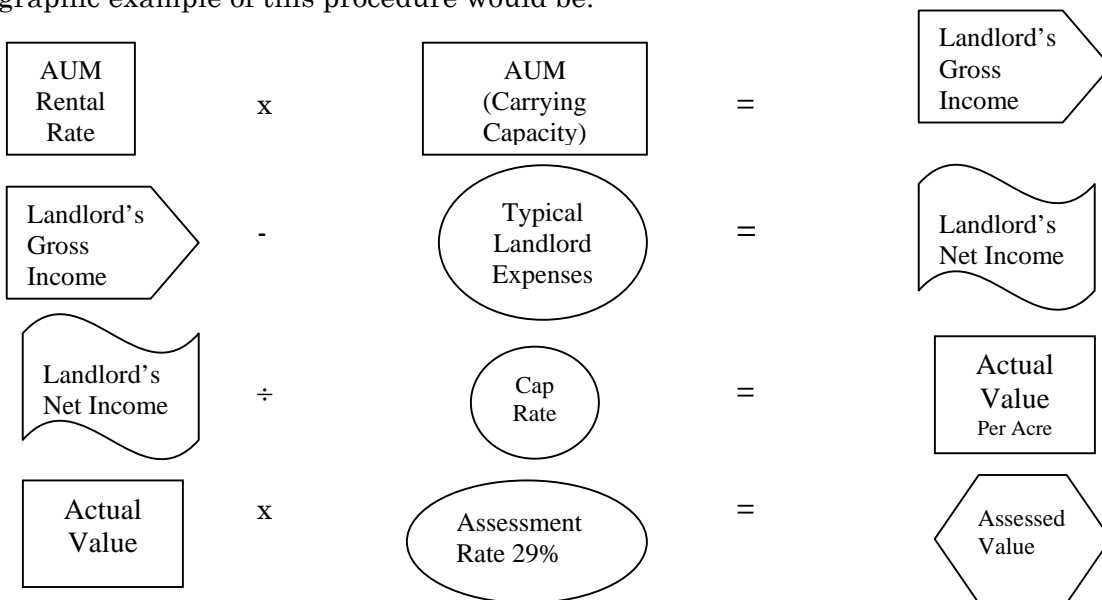 graphic example of this procedure would be:
AUM
Rental
Rate
x
AUM
(Carrying
Capacity)
=
Landlord’s
Gross
Income
Landlord’s
Gross
Income
-
Typical
Landlord
Expenses
=
Landlord’s
Net Income
Landlord’s
Net Income
÷
Cap
Rate
=
Actual
Value
Per Acre
Actual
Value
x
Assessment
Rate 29%
=
Assessed
Value